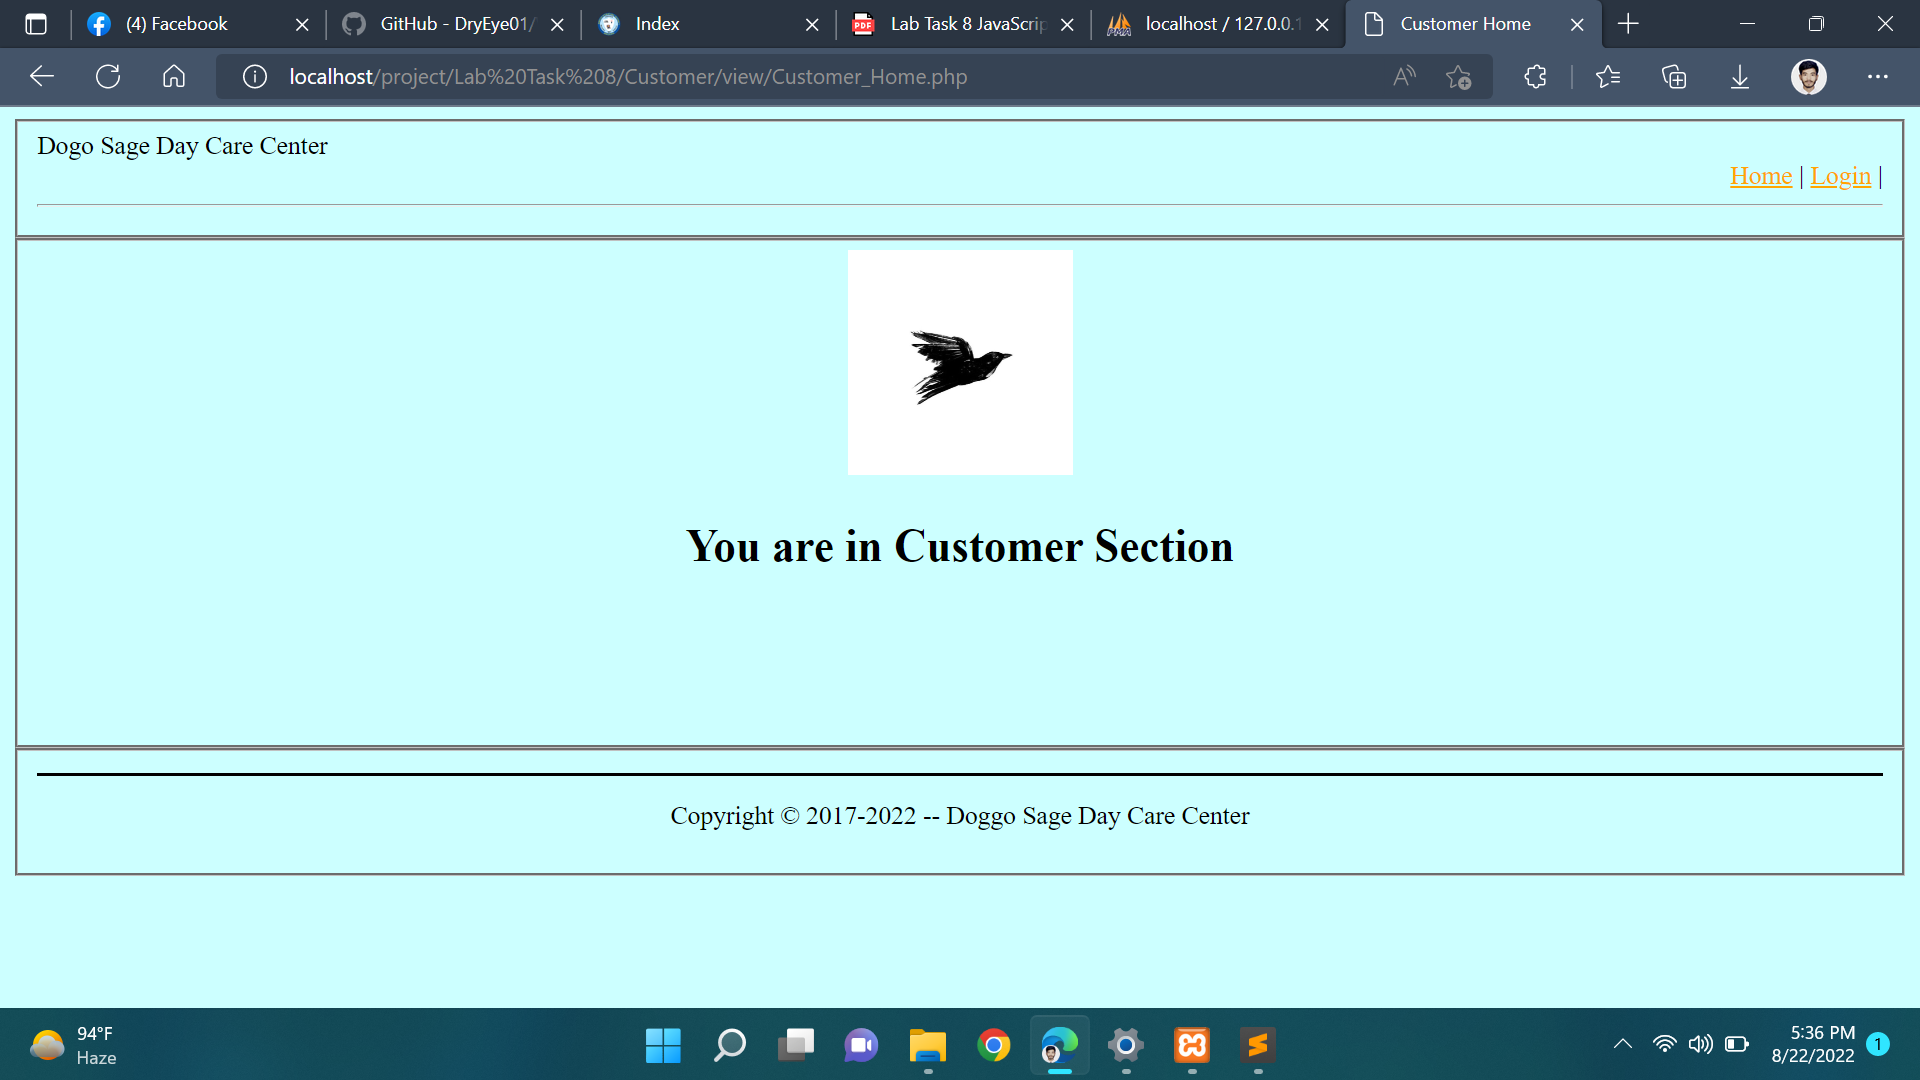 (4) Facebook
GitHub - DryEye01/
Index
Lab Task 8 JavaScrip
localhost / 127.0.0.1
Customer Home
localhost/project/Lab%20Task%208/Customer/view/Customer_Home.php
Dogo Sage Day Care Center
Home | Login |
You are in Customer Section
Copyright © 2017-2022 -- Doggo Sage Day Care Center
94°F
Haze
5:36 PM
8/22/2022
1